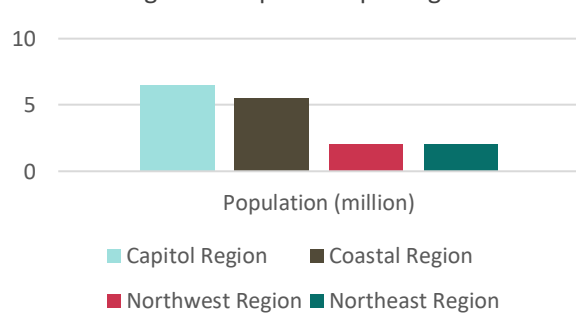 10
5
0
Population (million)
Capitol Region Coastal Region
Northwest Region Northeast Region